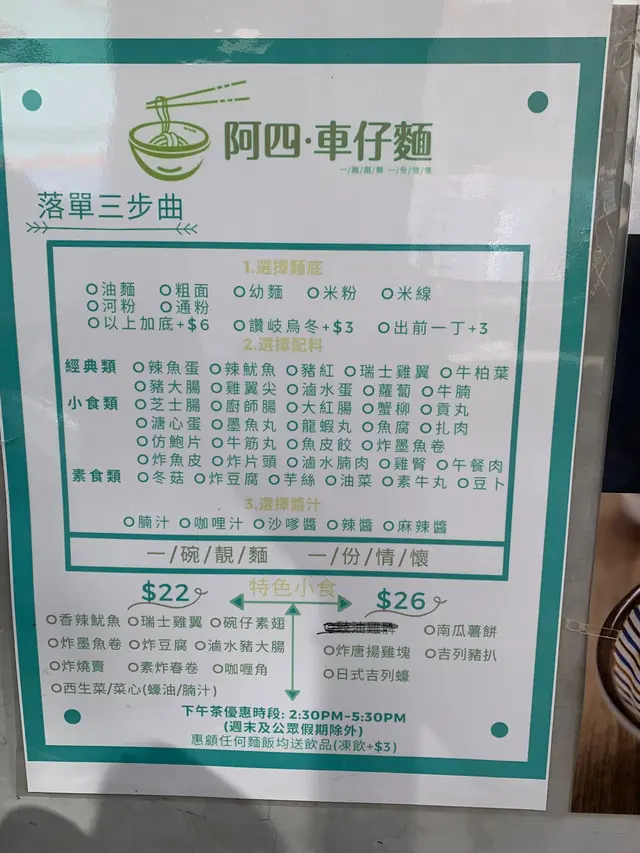 阿四·車仔麵
一/碗/靚/麵 一/份/情/懷
落單三步曲
1.選擇麵底
油麵 粗面 幼麵 米粉 米線
河粉 通粉
以上加底+$6 讚岐烏冬+$3 出前一丁+3
2.選擇配料
經典類 辣魚蛋 辣魷魚 豬紅 瑞士雞翼 牛柏葉
豬大腸 雞翼尖 滷水蛋 蘿蔔 牛腩
小食類 芝士腸 廚師腸 大紅腸 蟹柳 貢丸
溏心蛋 墨魚丸 龍蝦丸 魚腐 扎肉
仿鮑片 牛筋丸 魚皮餃 炸墨魚卷
炸魚皮 炸片頭 滷水腩肉 雞腎 午餐肉
素食類 冬菇 炸豆腐 芋絲 油菜 素牛丸 豆卜
3.選擇醬汁
腩汁 咖喱汁 沙嗲醬 辣醬 麻辣醬
一/碗/靚/麵 一/份/情/懷
特色小食
$22
香辣魷魚 瑞士雞翼 碗仔素翅
炸墨魚卷 炸豆腐 滷水豬大腸
炸燒賣 素炸春卷 咖喱角
西生菜/菜心(蠔油/腩汁)
$26
南瓜薯餅
炸唐揚雞塊 吉列豬扒
日式吉列蠔
下午茶優惠時段: 2:30PM-5:30PM
(週末及公眾假期除外)
惠顧任何麵飯均送飲品(凍飲+$3)